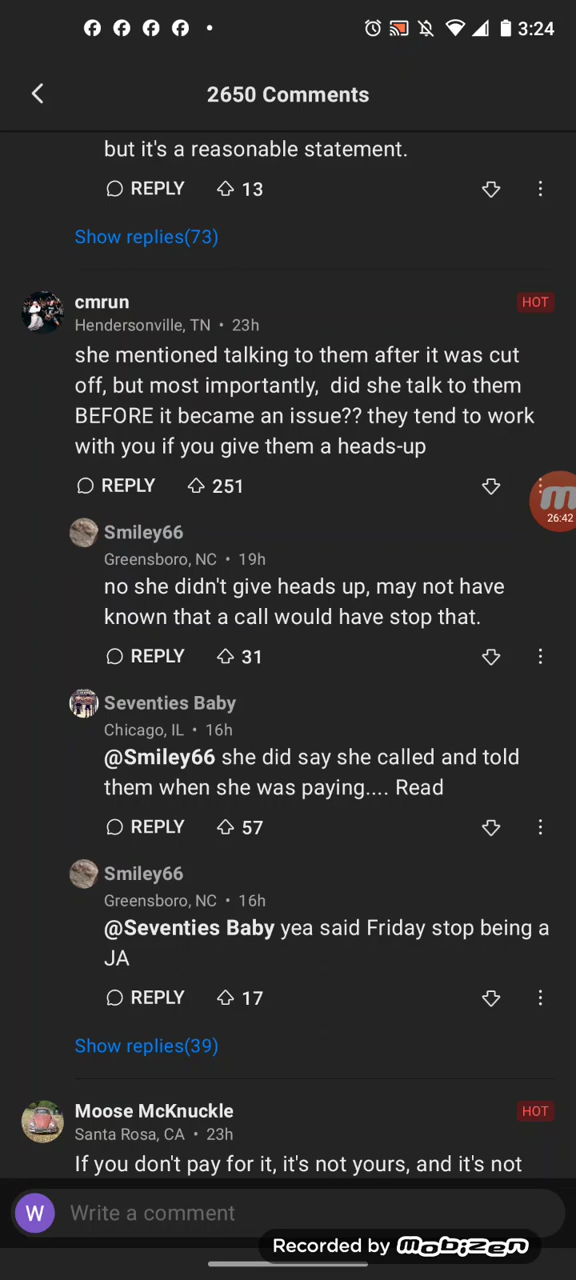 3:24
2650 Comments
but it's a reasonable statement.
REPLY 13
Show replies(73)
cmrun HOT
Hendersonville, TN • 23h
she mentioned talking to them after it was cut
off, but most importantly,  did she talk to them
BEFORE it became an issue?? they tend to work
with you if you give them a heads-up
REPLY 251
26:42
Smiley66
Greensboro, NC • 19h
no she didn't give heads up, may not have
known that a call would have stop that.
REPLY 31
Seventies Baby
Chicago, IL • 16h
@Smiley66 she did say she called and told
them when she was paying.... Read
REPLY 57
Smiley66
Greensboro, NC • 16h
@Seventies Baby yea said Friday stop being a
JA
REPLY 17
Show replies(39)
Moose McKnuckle HOT
Santa Rosa, CA • 23h
If you don't pay for it, it's not yours, and it's not
W Write a comment
Recorded by mobizen